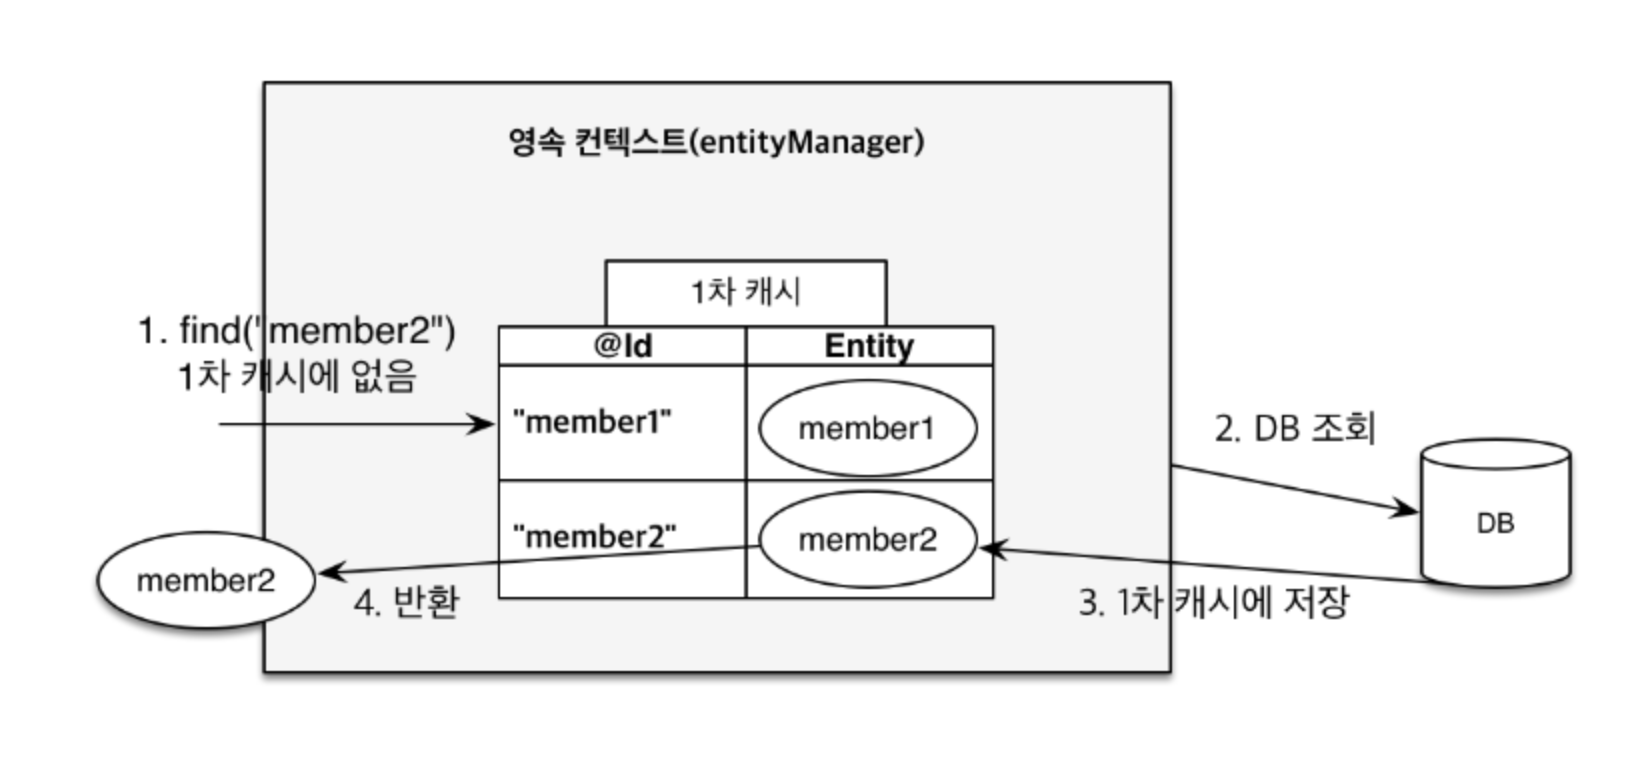 영속 컨텍스트(entityManager)
1차 캐시
1. find("member2")
1차 캐시에 없음
@Id
Entity
"member1"
member1
2. DB 조회
DB
"member2"
member2
member2
4. 반환
3. 1차 캐시에 저장